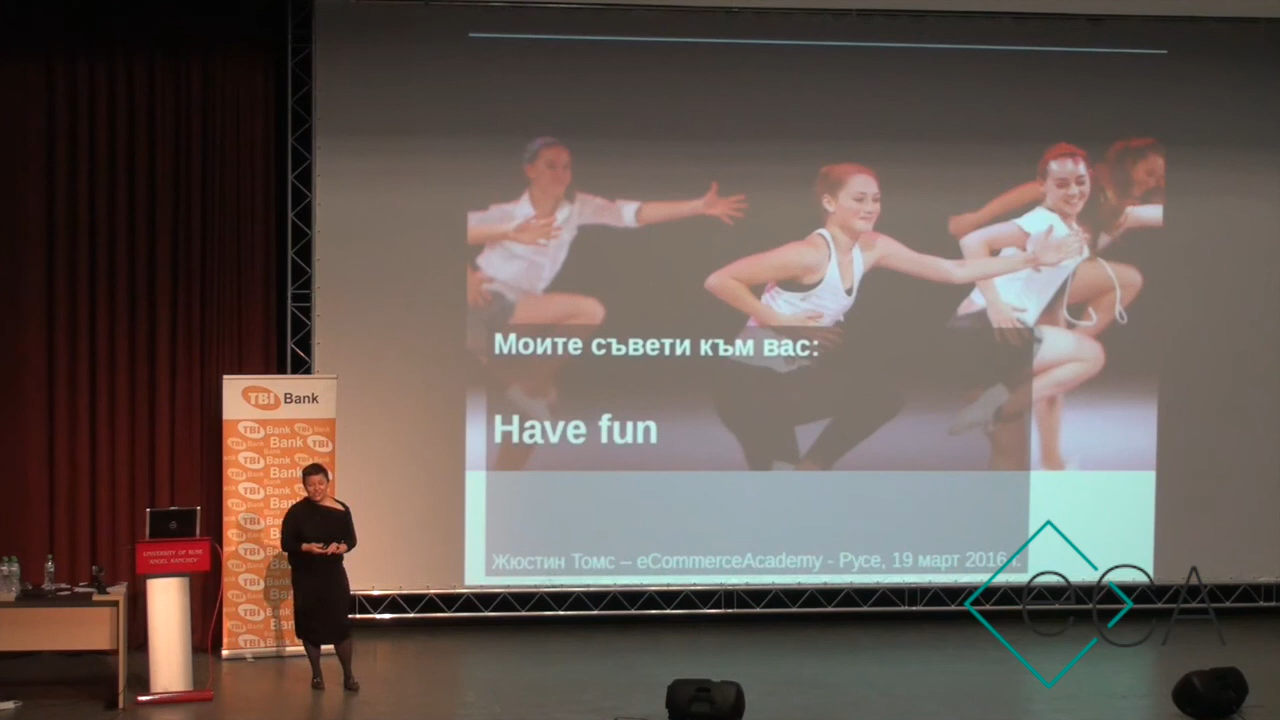 Моите съвети към вас:
Have fun
Жюстин Томс – eCommerceAcademy - Русе, 19 март 2016 г.
TBI Bank
UNIVERSITY OF RUSE
"ANGEL KANCHEV"
eCA